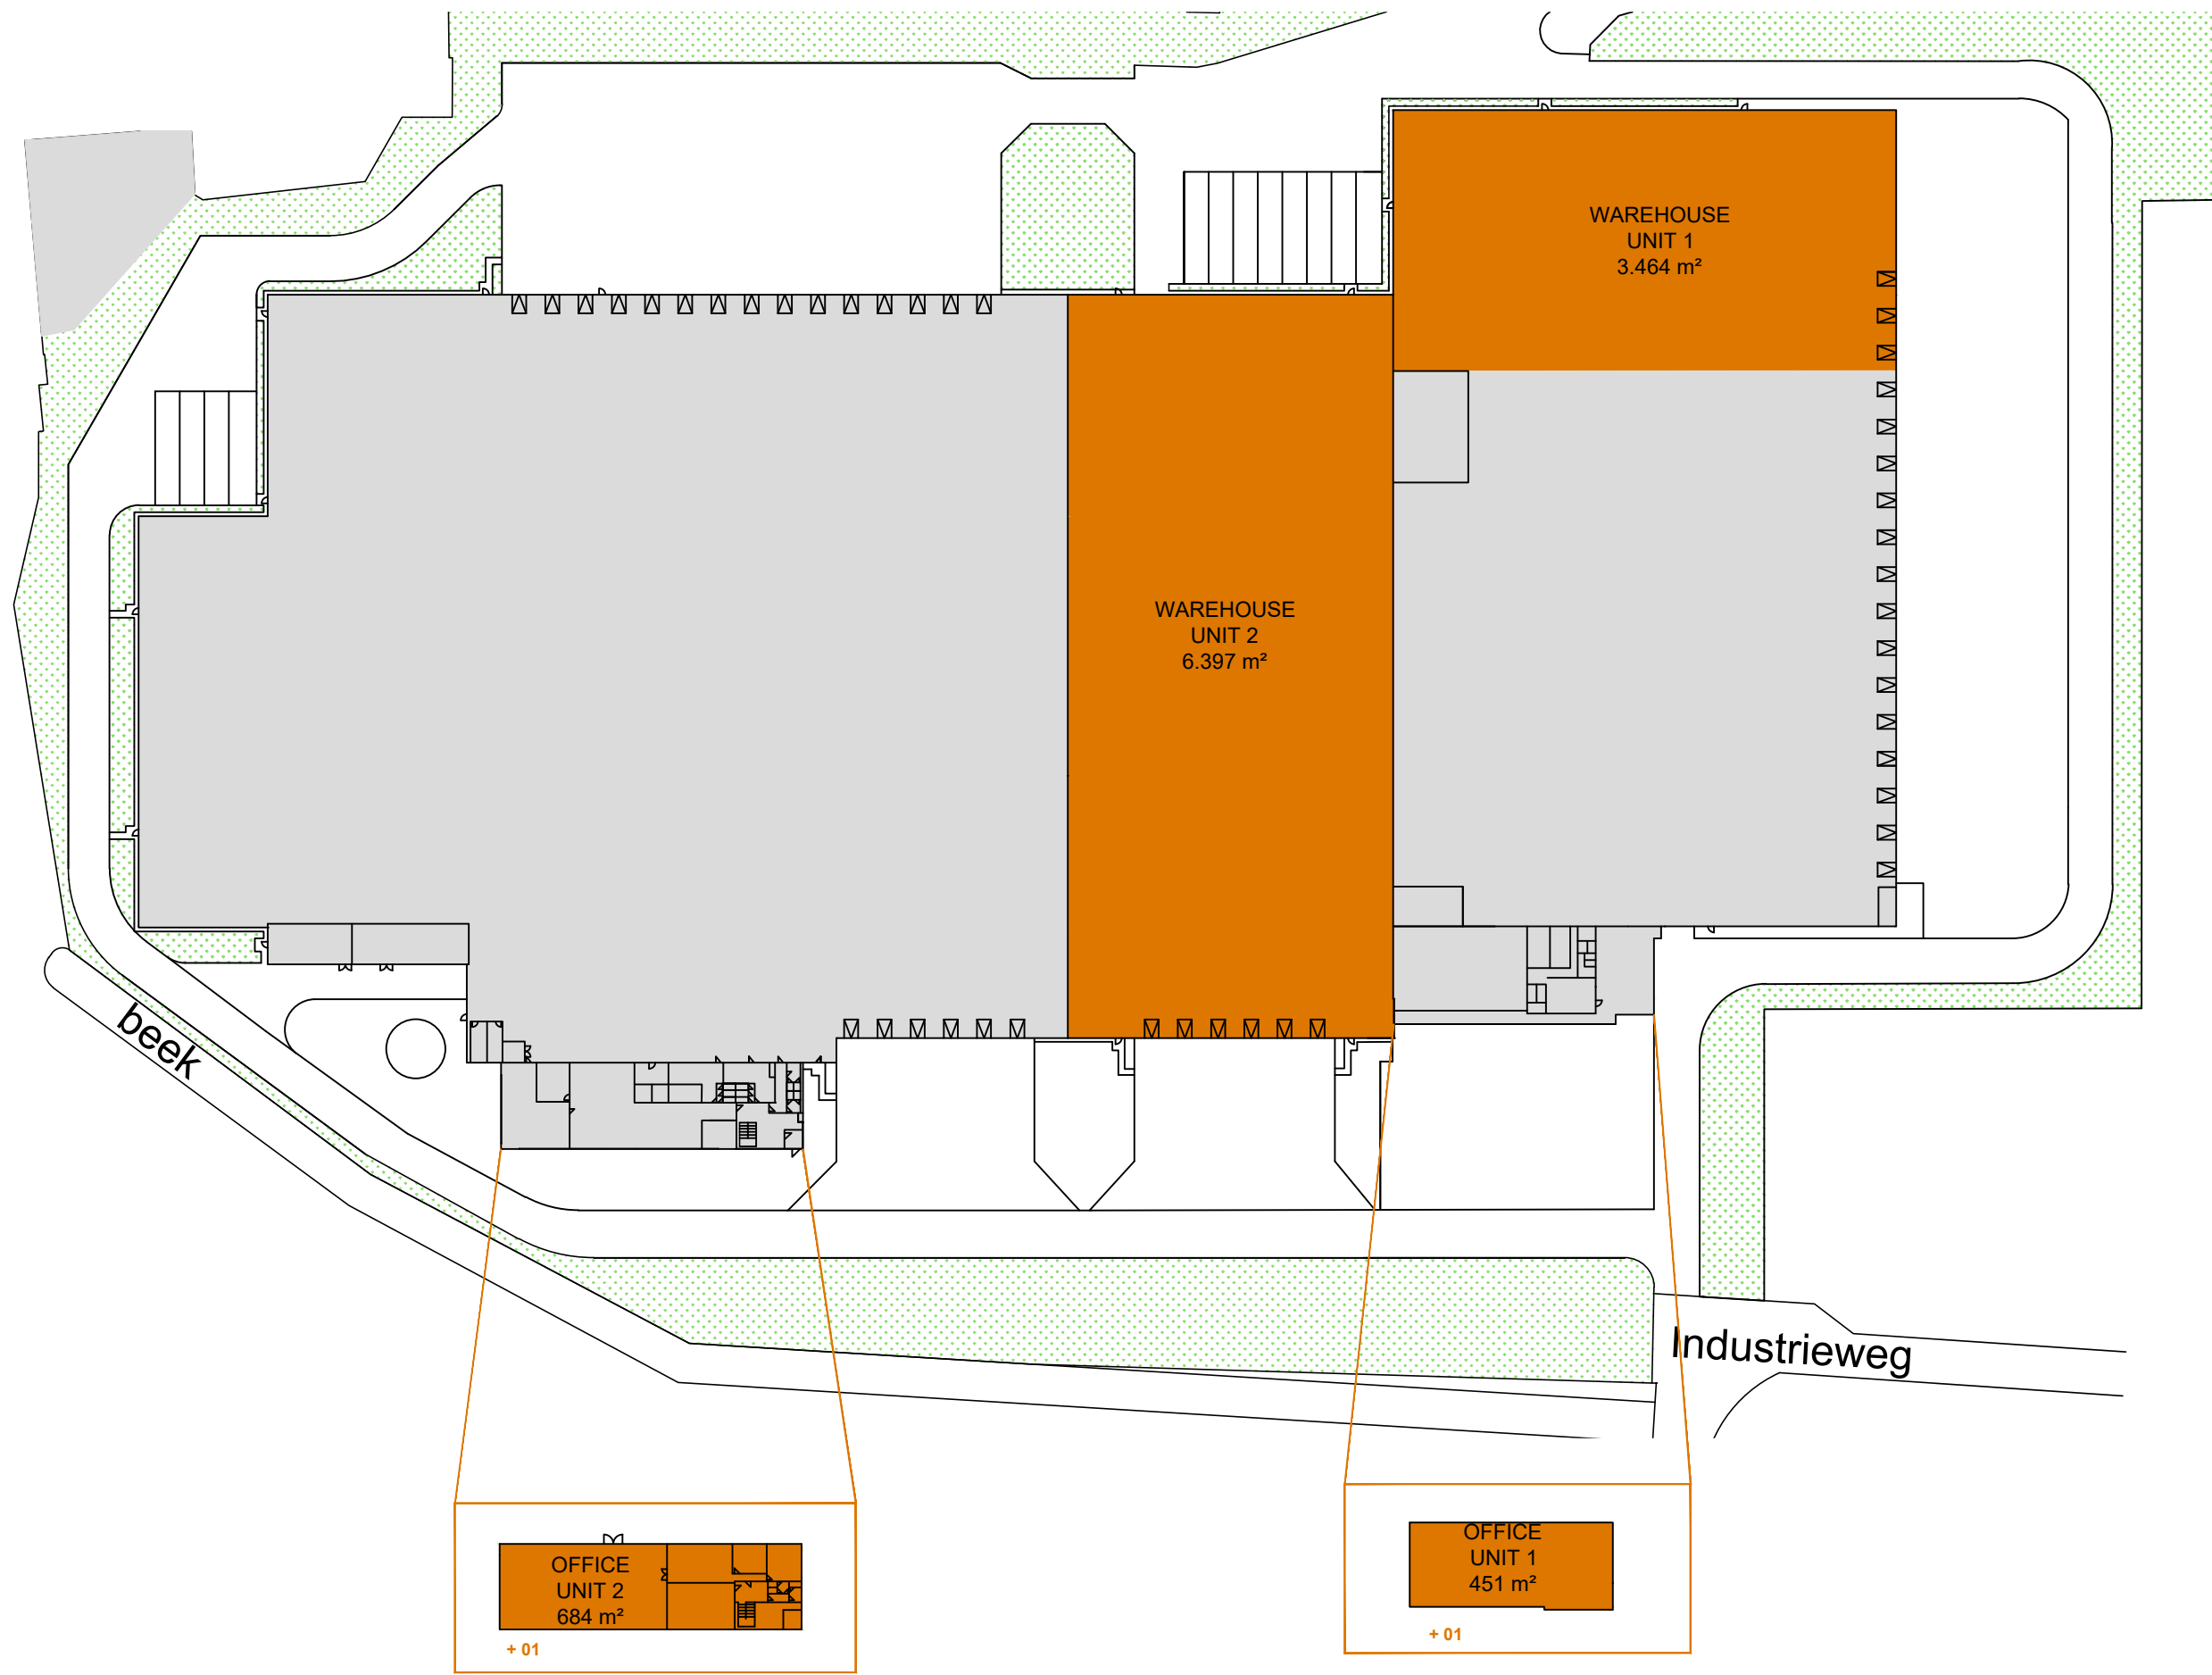 WAREHOUSE
UNIT 1
3.464 m²
WAREHOUSE
UNIT 2
6.397 m²
beek
Industrieweg
OFFICE
UNIT 2
684 m²
+ 01
OFFICE
UNIT 1
451 m²
+ 01